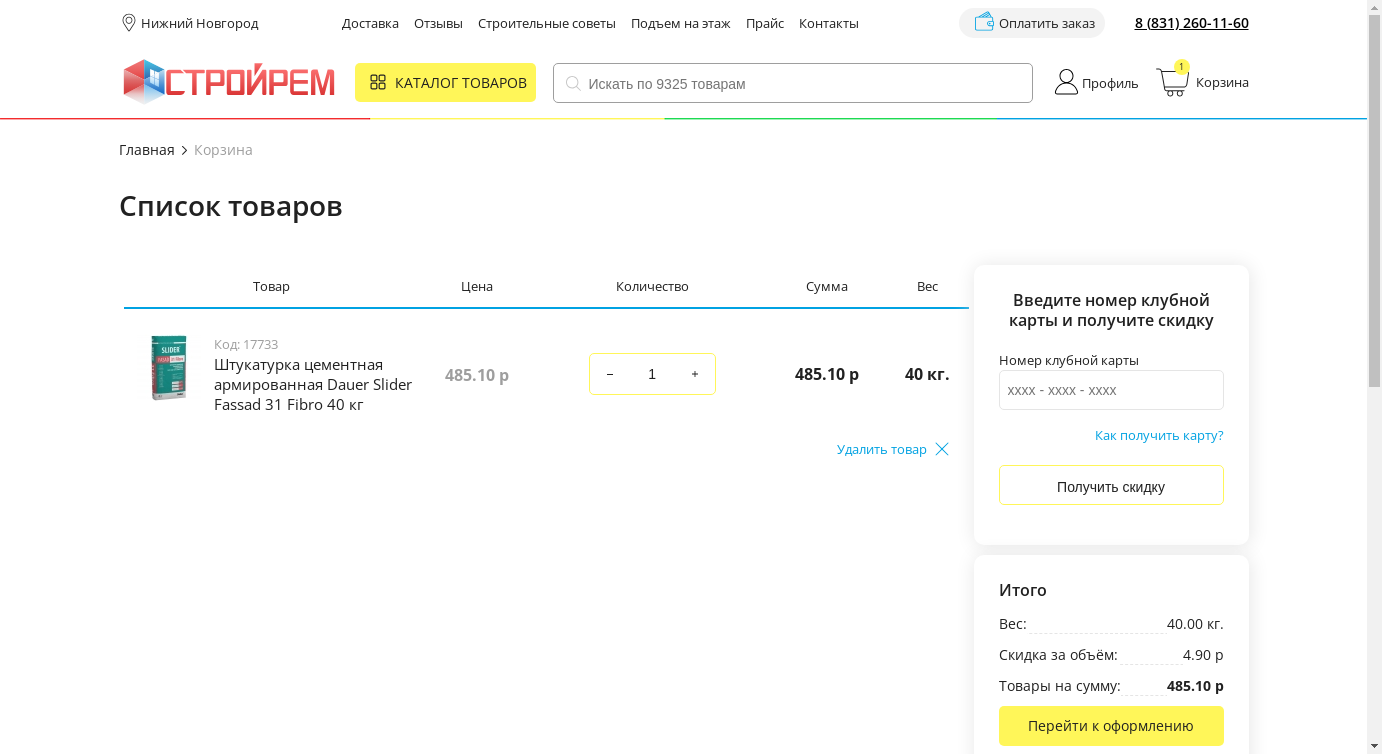 Нижний Новгород
Доставка Отзывы Строительные советы Подъем на этаж Прайс Контакты
Оплатить заказ
8 (831) 260-11-60
СТРОЙРЕМ
КАТАЛОГ ТОВАРОВ
Искать по 9325 товарам
Профиль
1
Корзина
Главная > Корзина
Список товаров
Товар Цена Количество Сумма Вес
SLIDER
Код: 17733
Штукатурка цементная
армированная Dauer Slider
Fassad 31 Fibro 40 кг
485.10 р
− 1 +
485.10 р
40 кг.
Удалить товар
Введите номер клубной
карты и получите скидку
Номер клубной карты
xxxx - xxxx - xxxx
Как получить карту?
Получить скидку
Итого
Вес: 40.00 кг.
Скидка за объём: 4.90 р
Товары на сумму: 485.10 р
Перейти к оформлению